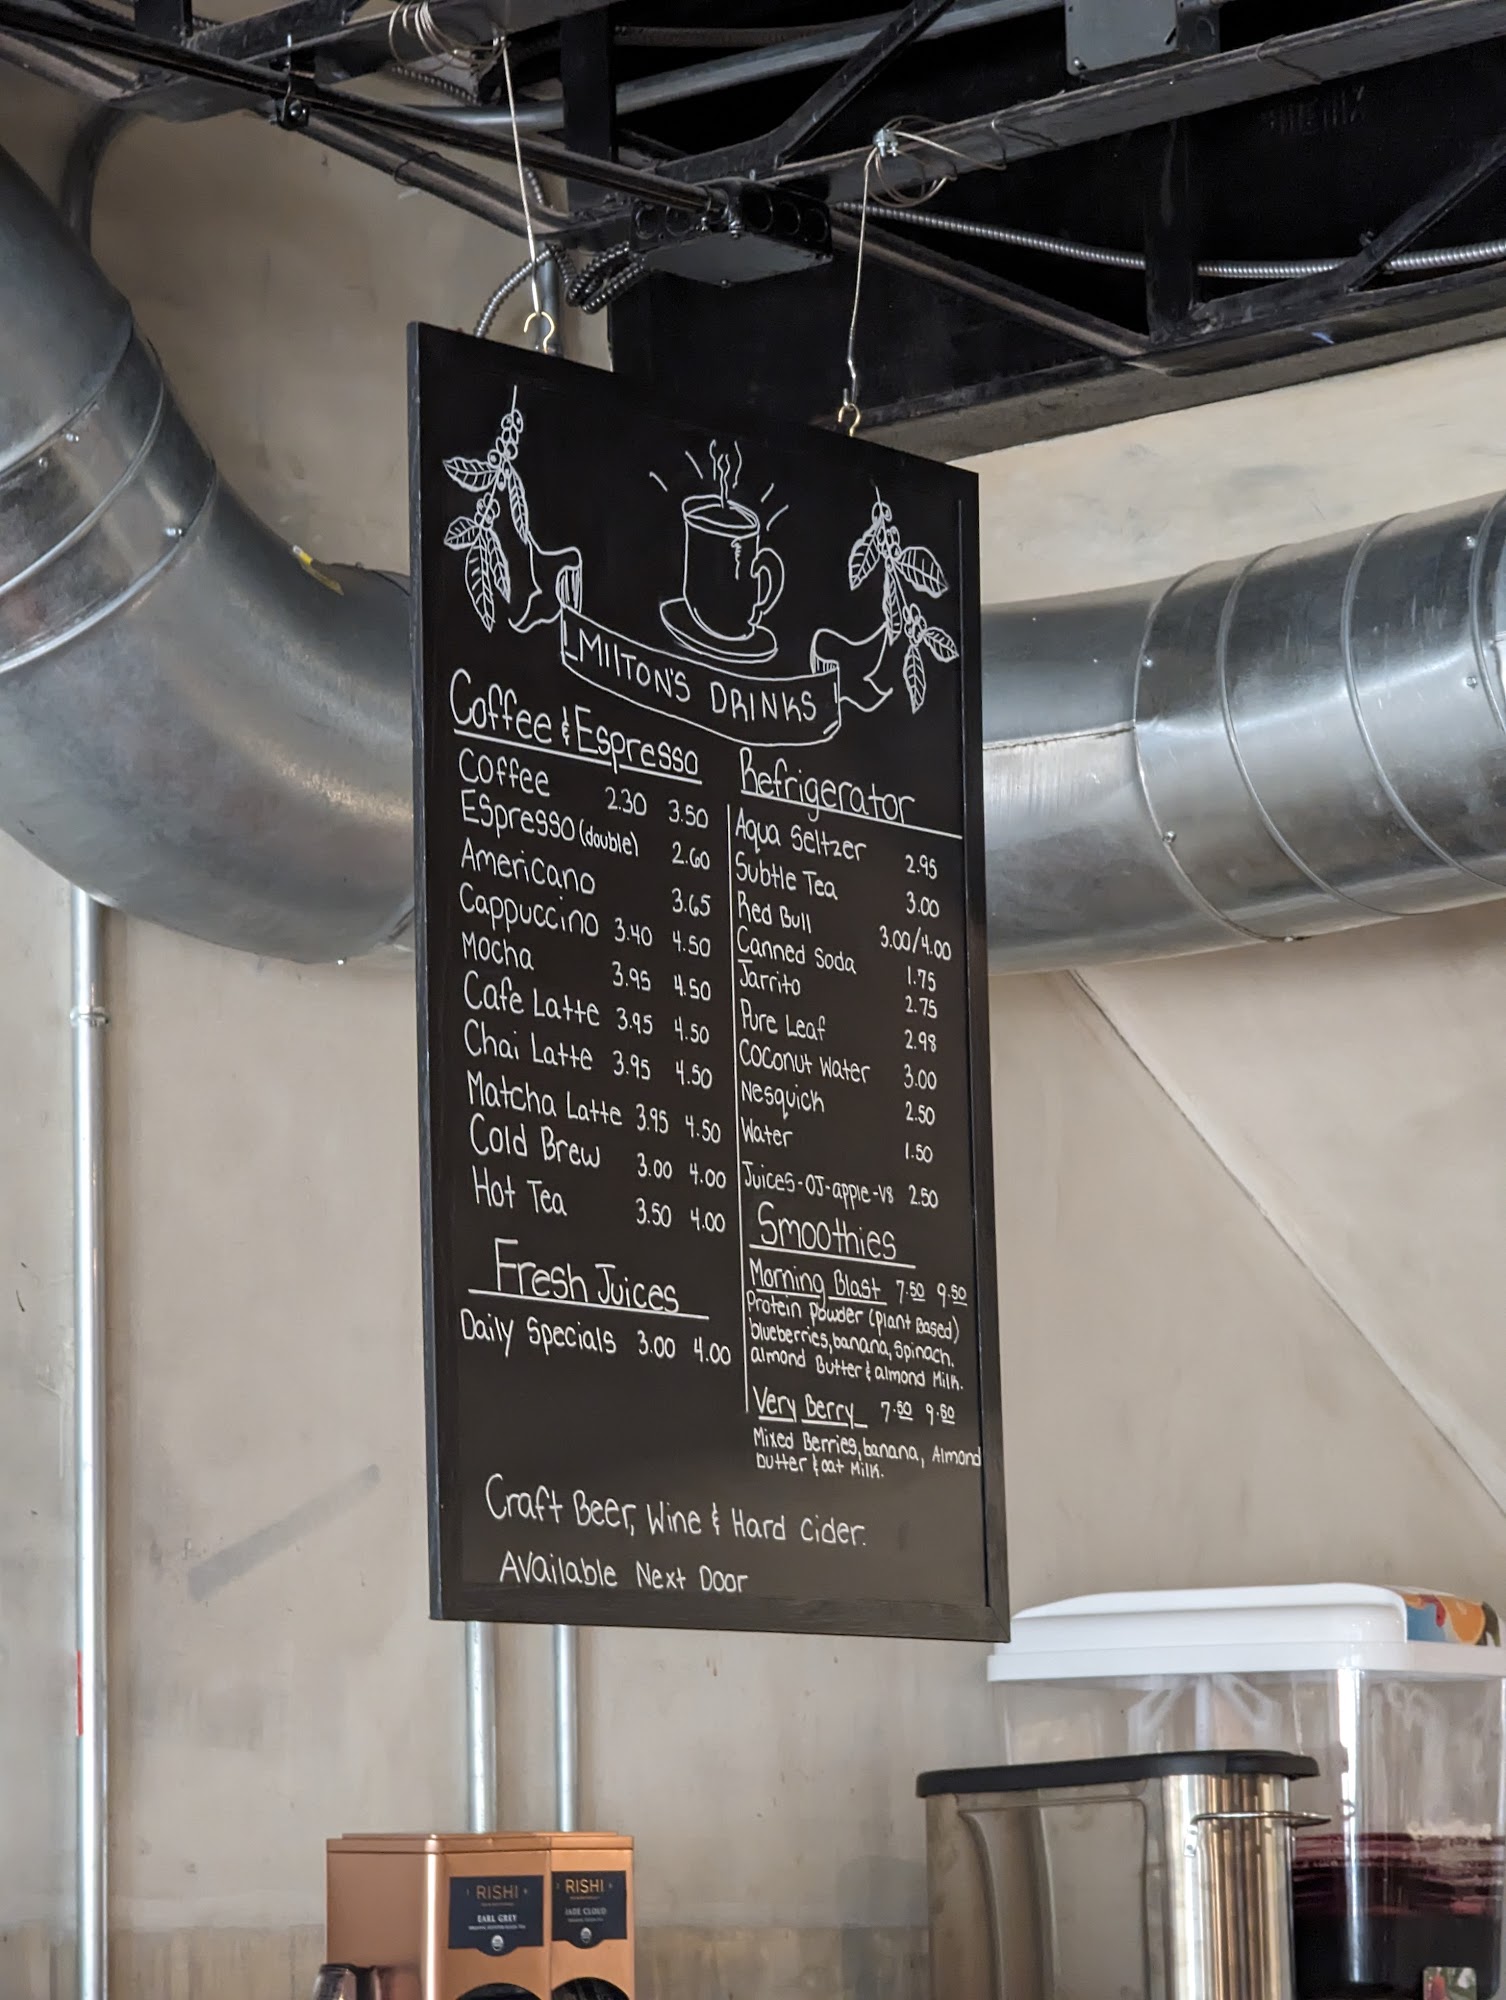 MILTON'S DRINKS
Coffee & Espresso
Coffee 2.30 3.50
Espresso (double) 2.60
Americano 3.65
Cappuccino 3.40 4.50
Mocha 3.95 4.50
Cafe Latte 3.95 4.50
Chai Latte 3.95 4.50
Matcha Latte 3.95 4.50
Cold Brew 3.00 4.00
Hot Tea 3.50 4.00
Fresh Juices
Daily Specials 3.00 4.00
Refrigerator
Aqua Seltzer 2.95
Subtle Tea 3.00
Red Bull 3.00/4.00
Canned Soda 1.75
Jarrito 2.75
Pure Leaf 2.98
Coconut Water 3.00
Nesquick 2.50
Water 1.50
Juices-OJ-apple-V8 2.50
Smoothies
Morning Blast 7.50 9.50
Protein powder (plant Based)
blueberries, banana, spinach.
almond Butter & almond Milk.
Very Berry 7.50 9.50
Mixed Berries, banana, Almond
butter & oat Milk.
Craft Beer, Wine & Hard Cider.
Available Next Door
RISHI
EARL GREY
RISHI
JADE CLOUD